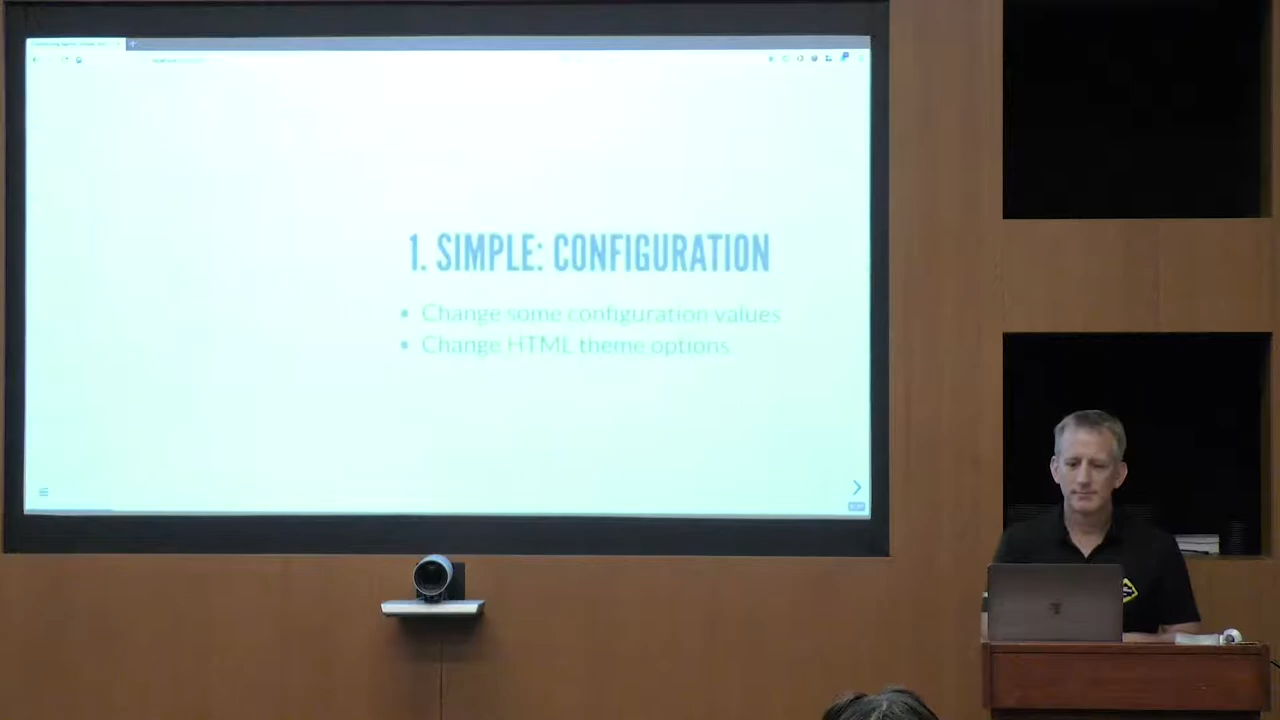 1. SIMPLE: CONFIGURATION
Change some configuration values
Change HTML theme options